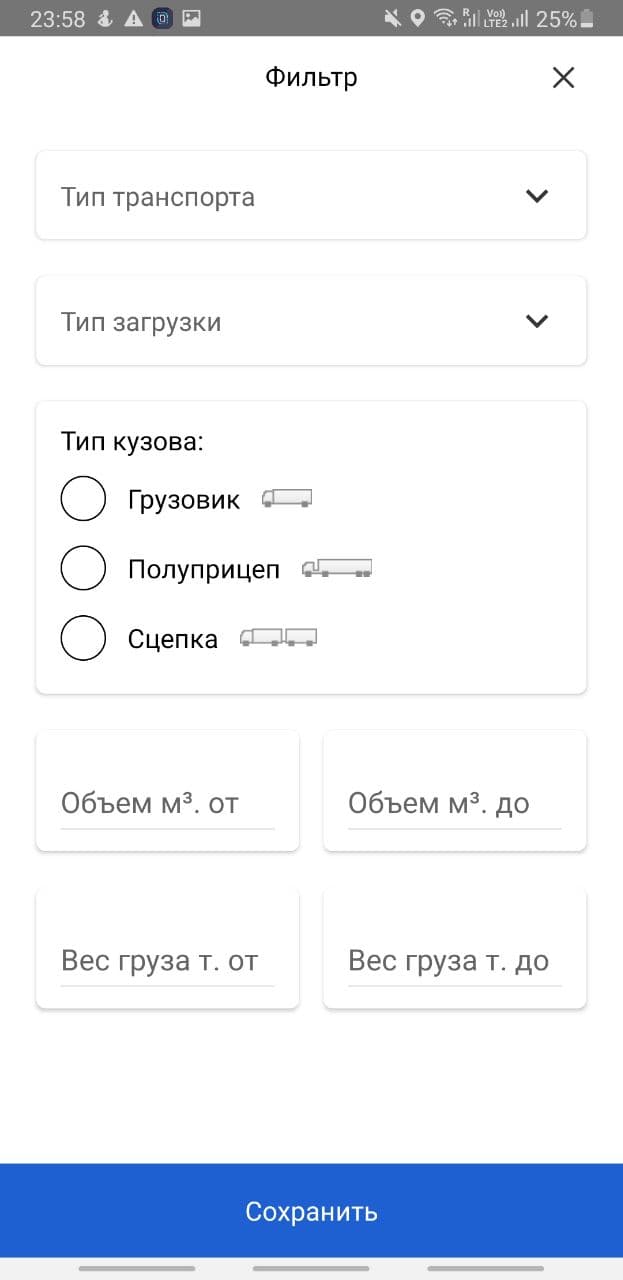 23:58 25%
Фильтр
Тип транспорта
Тип загрузки
Тип кузова:
Грузовик
Полуприцеп
Сцепка
Объем м³. от
Объем м³. до
Вес груза т. от
Вес груза т. до
Сохранить